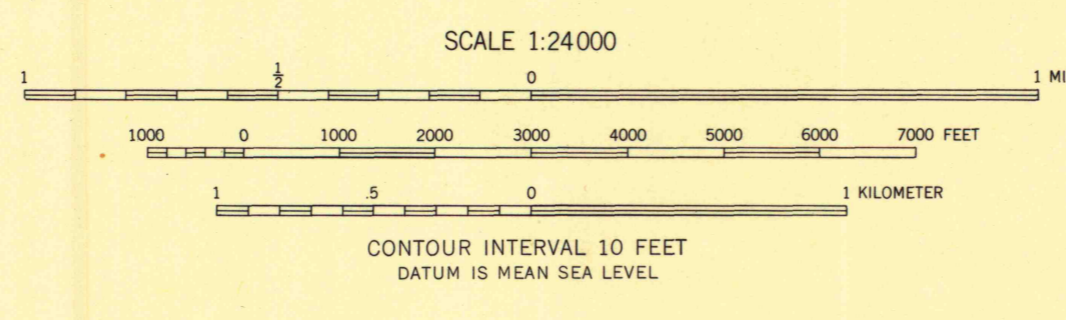 SCALE 1:24000
1 ½ 0 1 MI
1000 0 1000 2000 3000 4000 5000 6000 7000 FEET
1 .5 0 1 KILOMETER
CONTOUR INTERVAL 10 FEET
DATUM IS MEAN SEA LEVEL